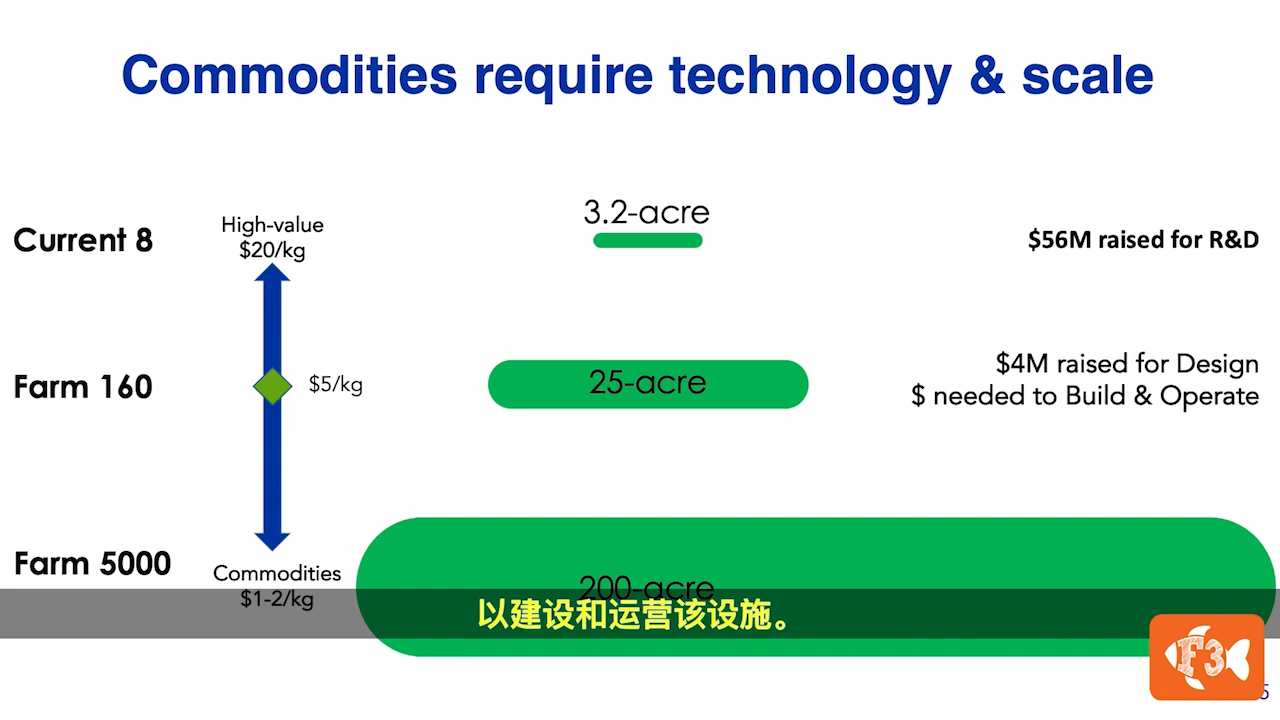 Commodities require technology & scale
Current 8
High-value
$20/kg
3.2-acre
$56M raised for R&D
Farm 160
$5/kg
25-acre
$4M raised for Design
$ needed to Build & Operate
Farm 5000
Commodities
$1-2/kg
200-acre
以建设和运营该设施。
F3
5